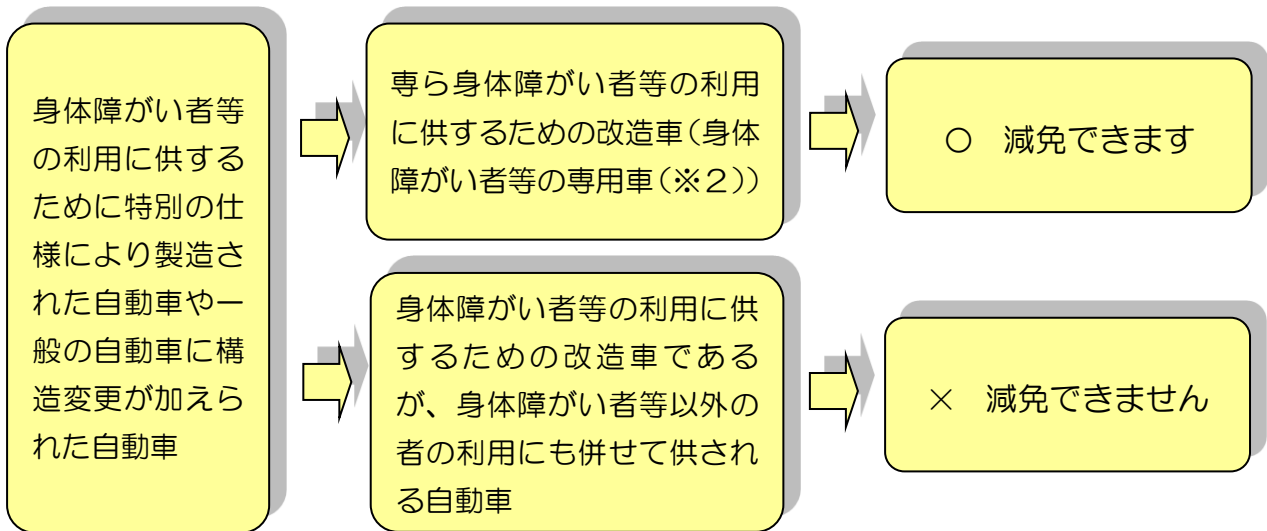 身体障がい者等
の利用に供する
ために特別の仕
様により製造さ
れた自動車や一
般の自動車に構
造変更が加えら
れた自動車
専ら身体障がい者等の利用
に供するための改造車(身体
障がい者等の専用車(※2))
○ 減免できます
身体障がい者等の利用に供
するための改造車である
が、身体障がい者等以外の
者の利用にも併せて供され
る自動車
× 減免できません